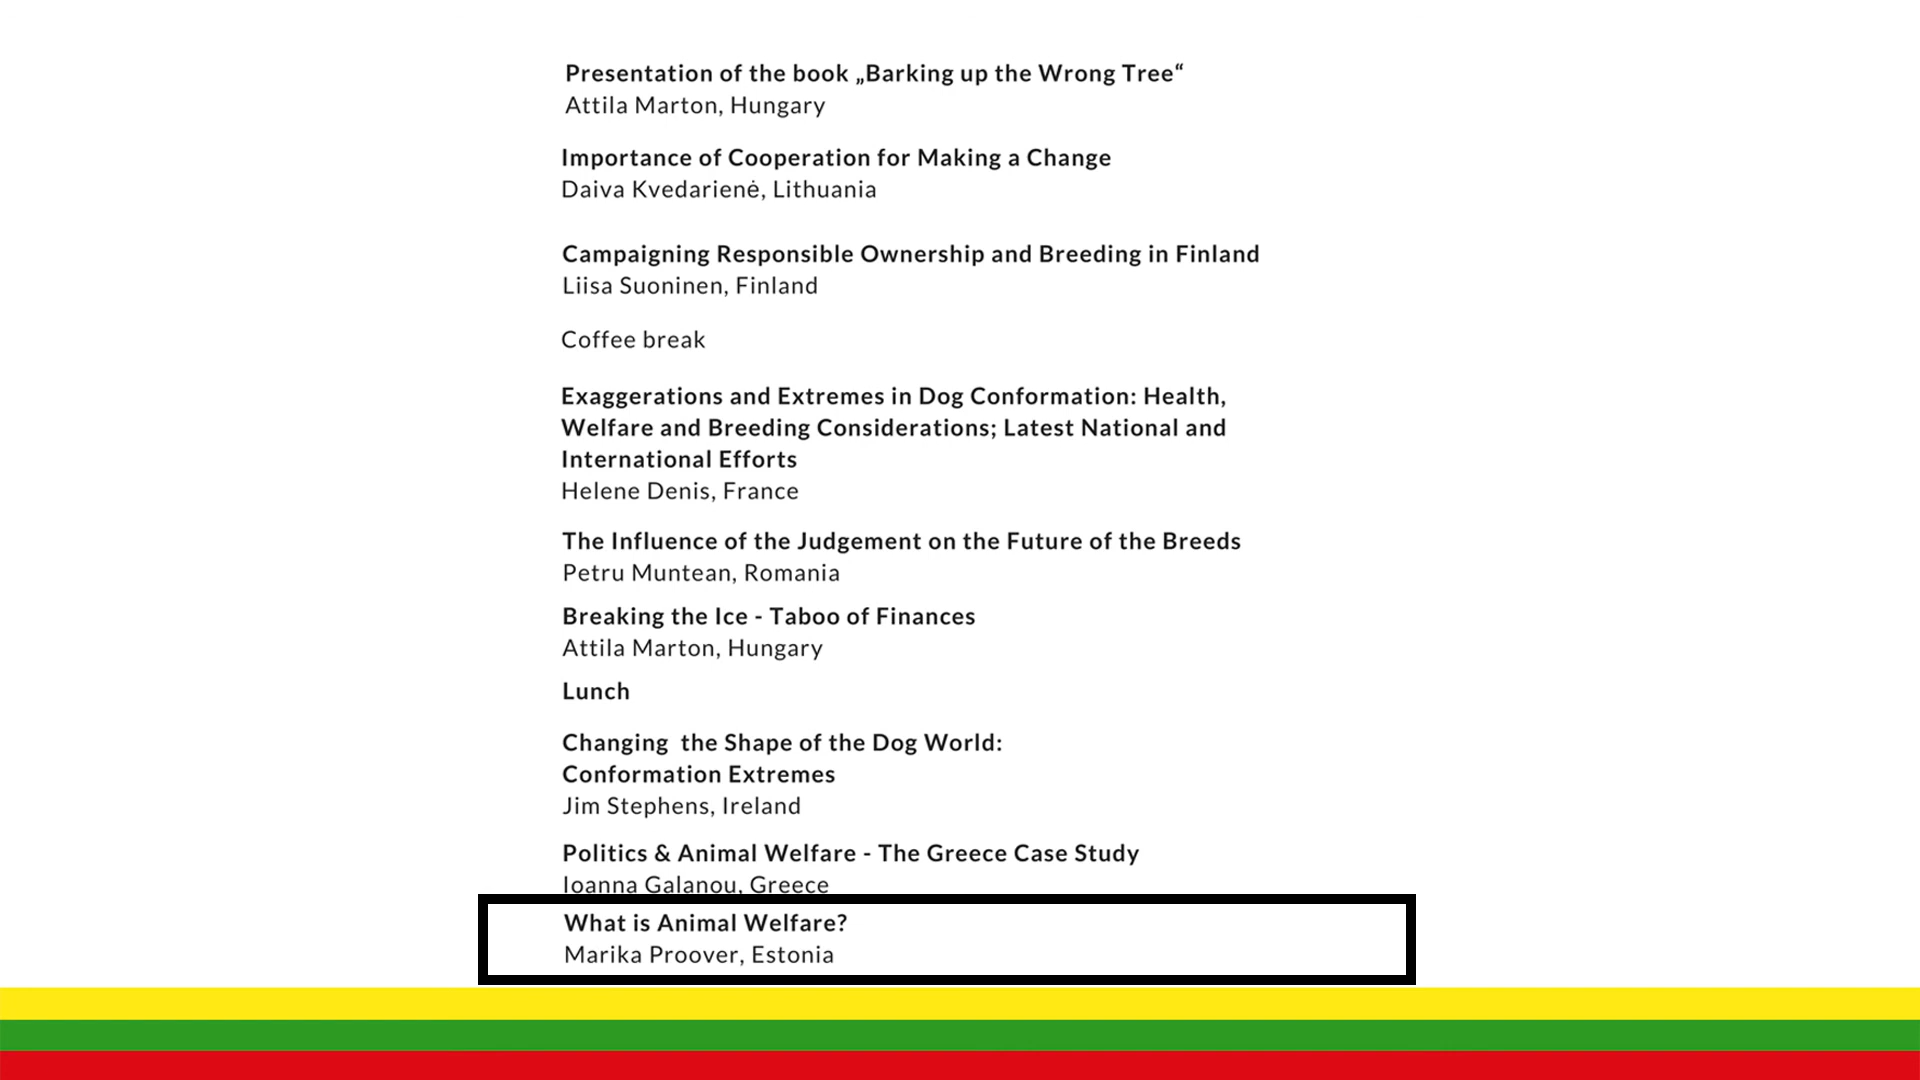 Presentation of the book „Barking up the Wrong Tree“
Attila Marton, Hungary
Importance of Cooperation for Making a Change
Daiva Kvedarienė, Lithuania
Campaigning Responsible Ownership and Breeding in Finland
Liisa Suoninen, Finland
Coffee break
Exaggerations and Extremes in Dog Conformation: Health,
Welfare and Breeding Considerations; Latest National and
International Efforts
Helene Denis, France
The Influence of the Judgement on the Future of the Breeds
Petru Muntean, Romania
Breaking the Ice - Taboo of Finances
Attila Marton, Hungary
Lunch
Changing the Shape of the Dog World:
Conformation Extremes
Jim Stephens, Ireland
Politics & Animal Welfare - The Greece Case Study
Ioanna Galanou, Greece
What is Animal Welfare?
Marika Proover, Estonia